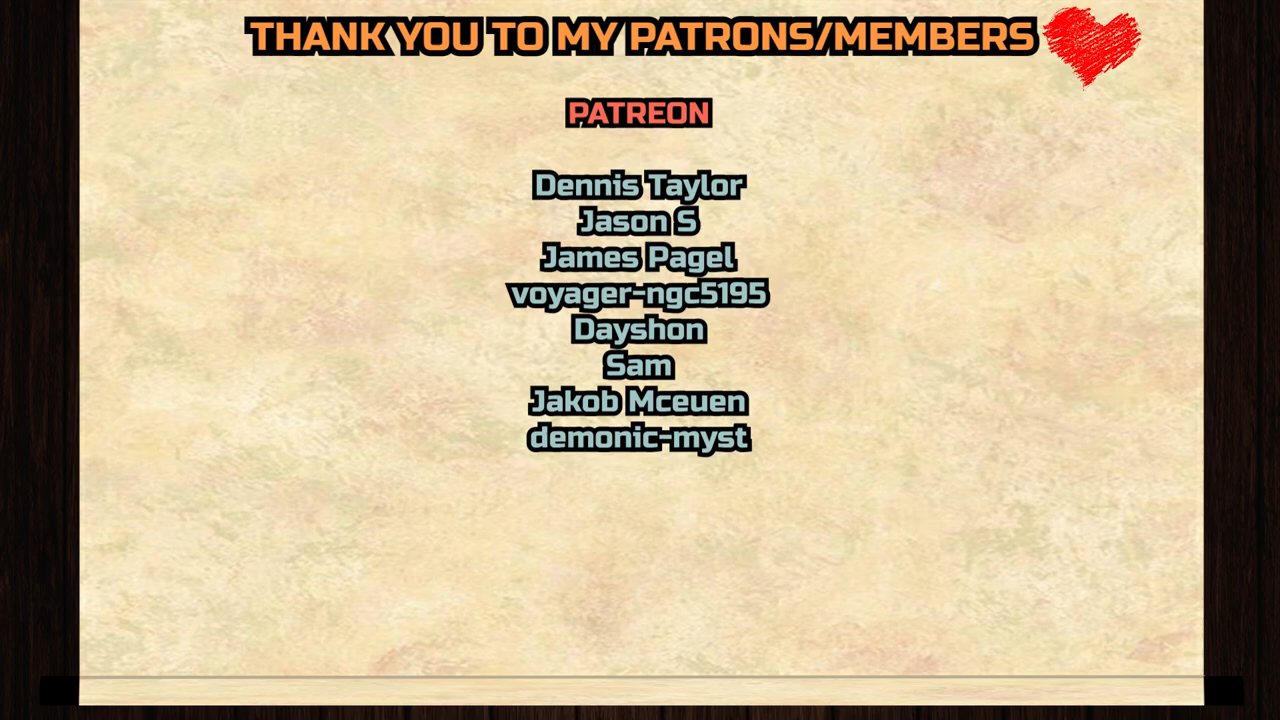 THANK YOU TO MY PATRONS/MEMBERS
PATREON
Dennis Taylor
Jason S
James Pagel
voyager-ngc5195
Dayshon
Sam
Jakob Mceuen
demonic-myst